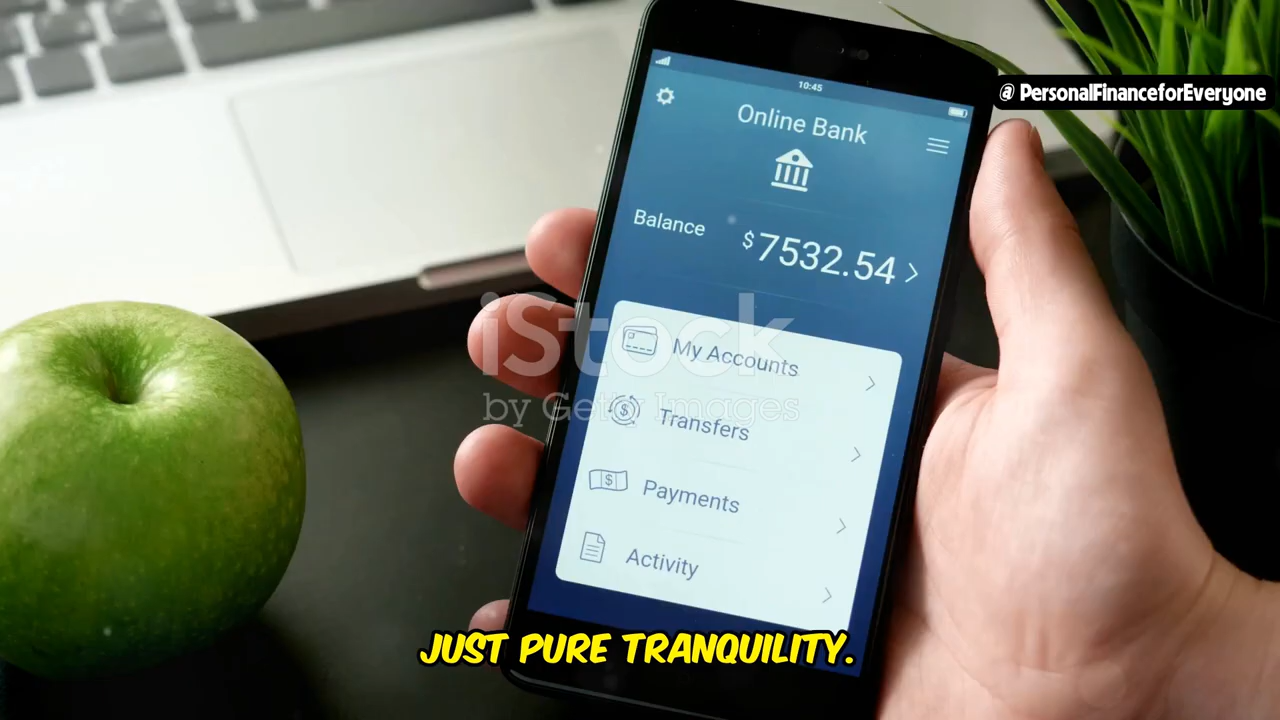 @ PersonalFinanceforEveryone
10:45
Online Bank
Balance
$7532.54
iStock
by Getty Images
My Accounts
Transfers
Payments
Activity
JUST PURE TRANQUILITY.